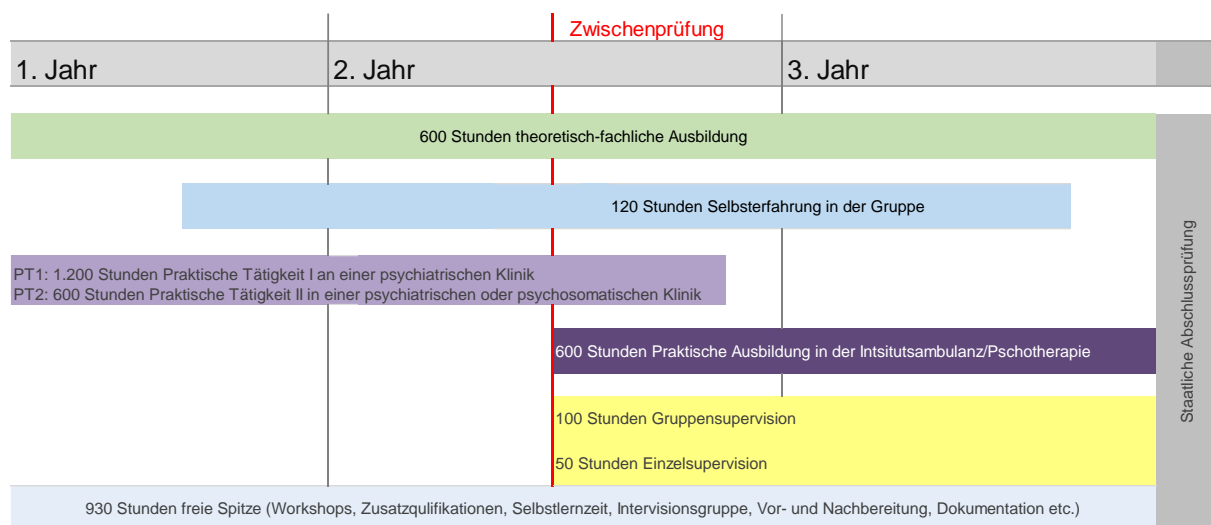 Zwischenprüfung
1. Jahr
2. Jahr
3. Jahr
600 Stunden theoretisch-fachliche Ausbildung
120 Stunden Selbsterfahrung in der Gruppe
PT1: 1.200 Stunden Praktische Tätigkeit I an einer psychiatrischen Klinik
PT2: 600 Stunden Praktische Tätigkeit II in einer psychiatrischen oder psychosomatischen Klinik
600 Stunden Praktische Ausbildung in der Intsitutsambulanz/Pschotherapie
100 Stunden Gruppensupervision
50 Stunden Einzelsupervision
930 Stunden freie Spitze (Workshops, Zusatzqulifikationen, Selbstlernzeit, Intervisionsgruppe, Vor- und Nachbereitung, Dokumentation etc.)
Staatliche Abschlussprüfung